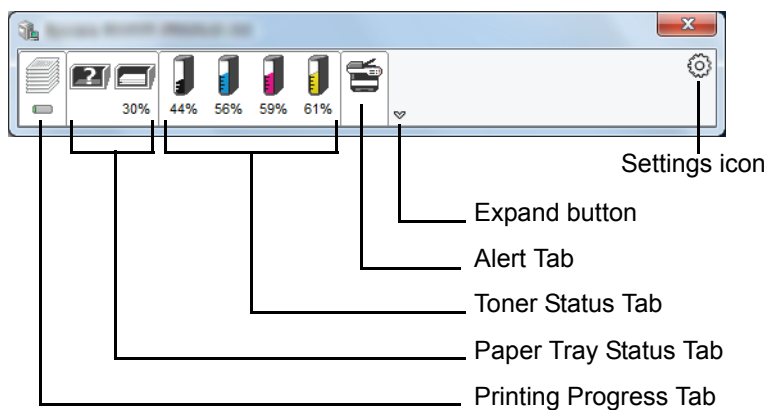 ?
30% 44% 56% 59% 61%
Settings icon
Expand button
Alert Tab
Toner Status Tab
Paper Tray Status Tab
Printing Progress Tab